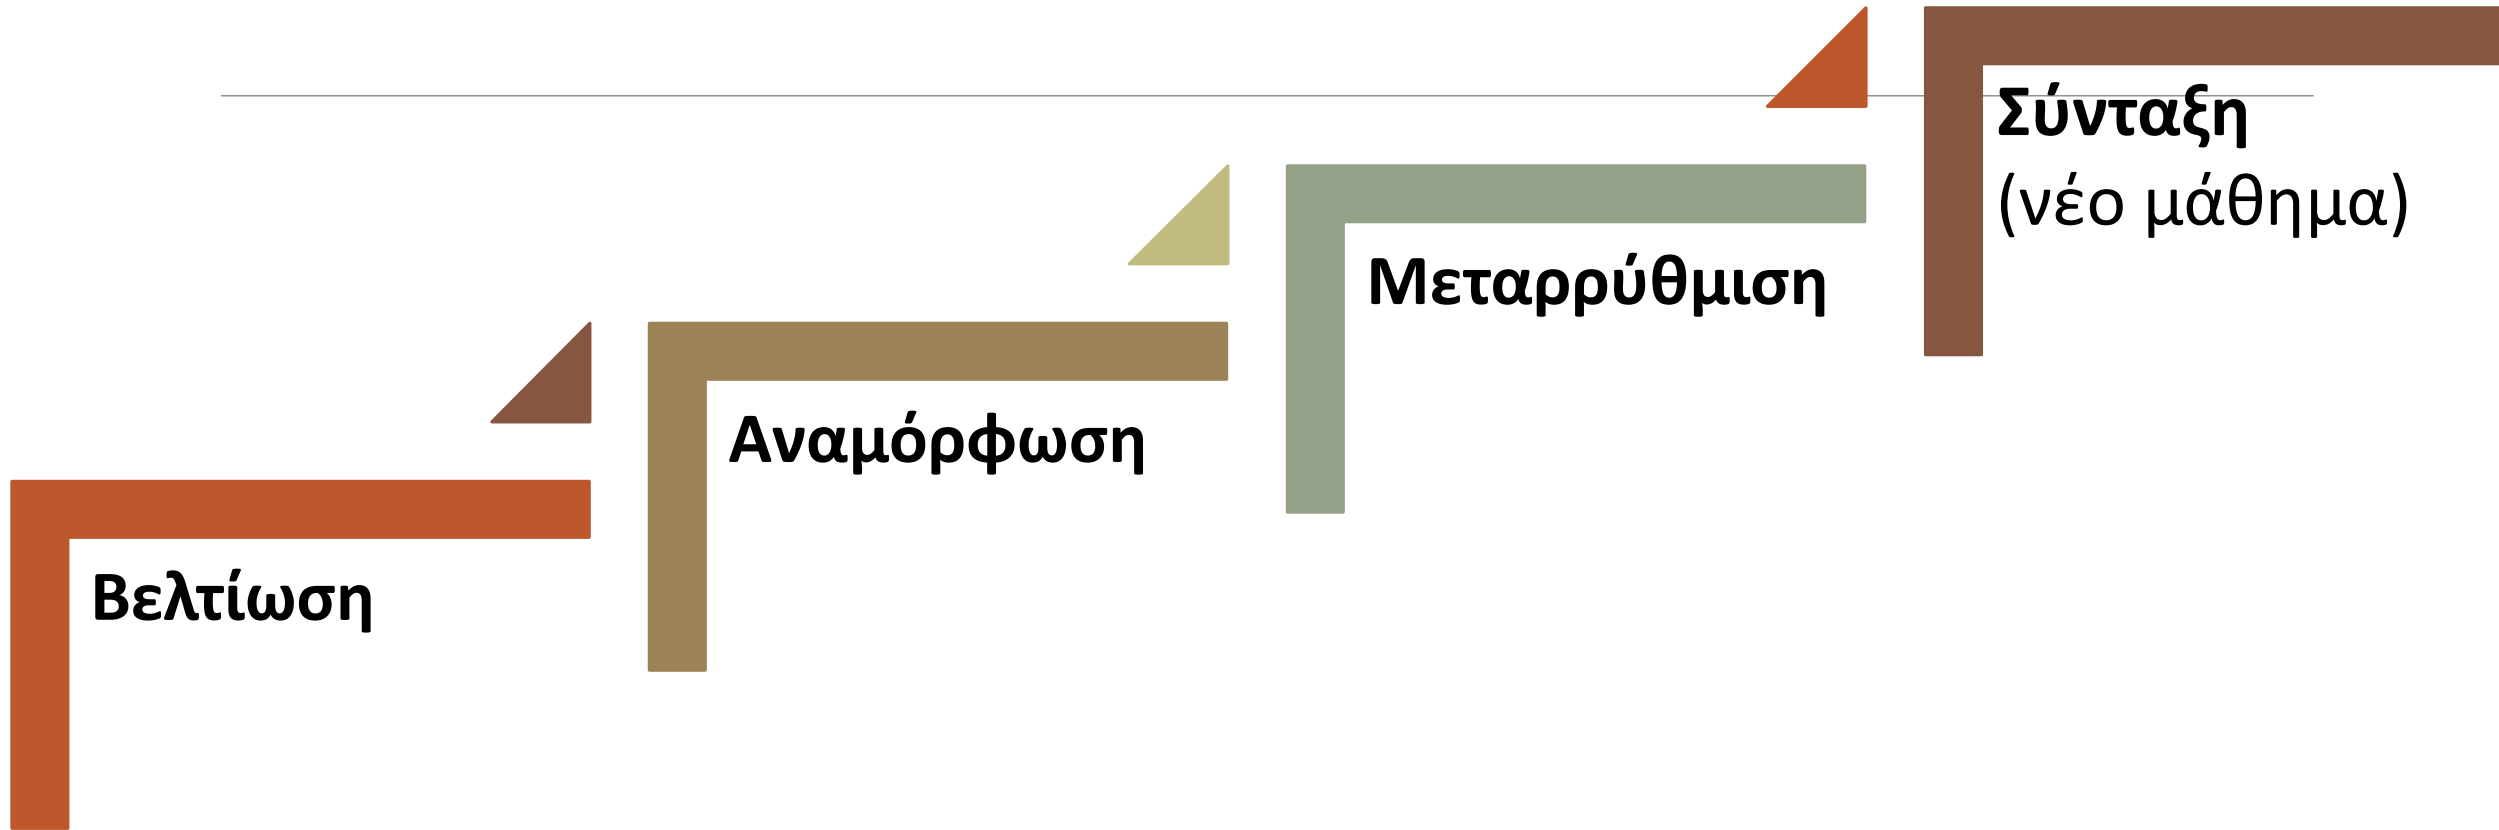 Βελτίωση
Αναμόρφωση
Μεταρρύθμιση
Σύνταξη
(νέο μάθημα)